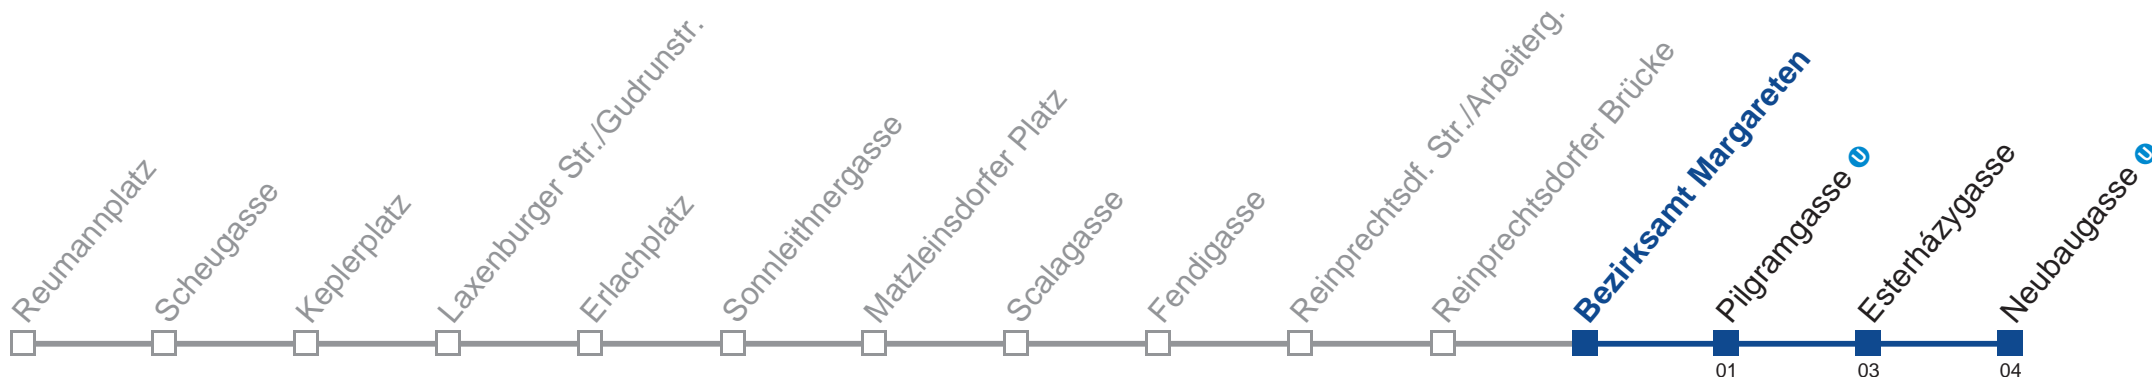 Reumannplatz
Scheugasse
Keplerplatz
Laxenburger Str./Gudrunstr.
Erlachplatz
Sonnleithnergasse
Matzleinsdorfer Platz
Scalagasse
Fendigasse
Reinprechtsdf. Str./Arbeiterg.
Reinprechtsdorfer Brücke
Bezirksamt Margareten
Pilgramgasse U
Esterházygasse
Neubaugasse U
01
03
04